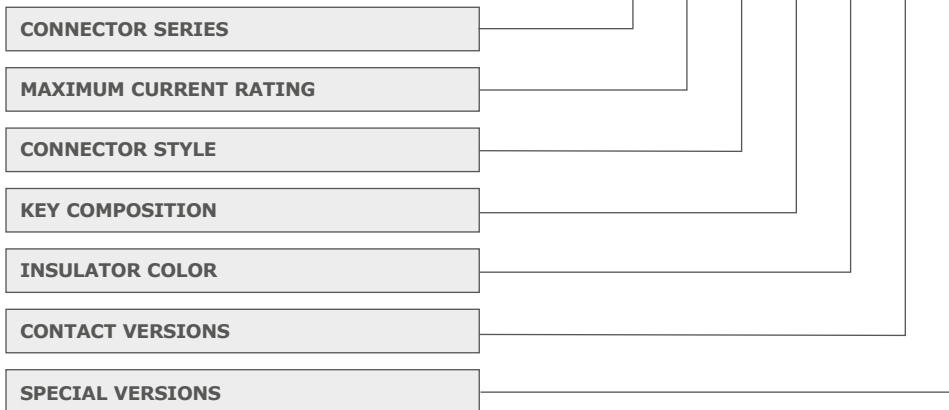 CONNECTOR SERIES
MAXIMUM CURRENT RATING
CONNECTOR STYLE
KEY COMPOSITION
INSULATOR COLOR
CONTACT VERSIONS
SPECIAL VERSIONS